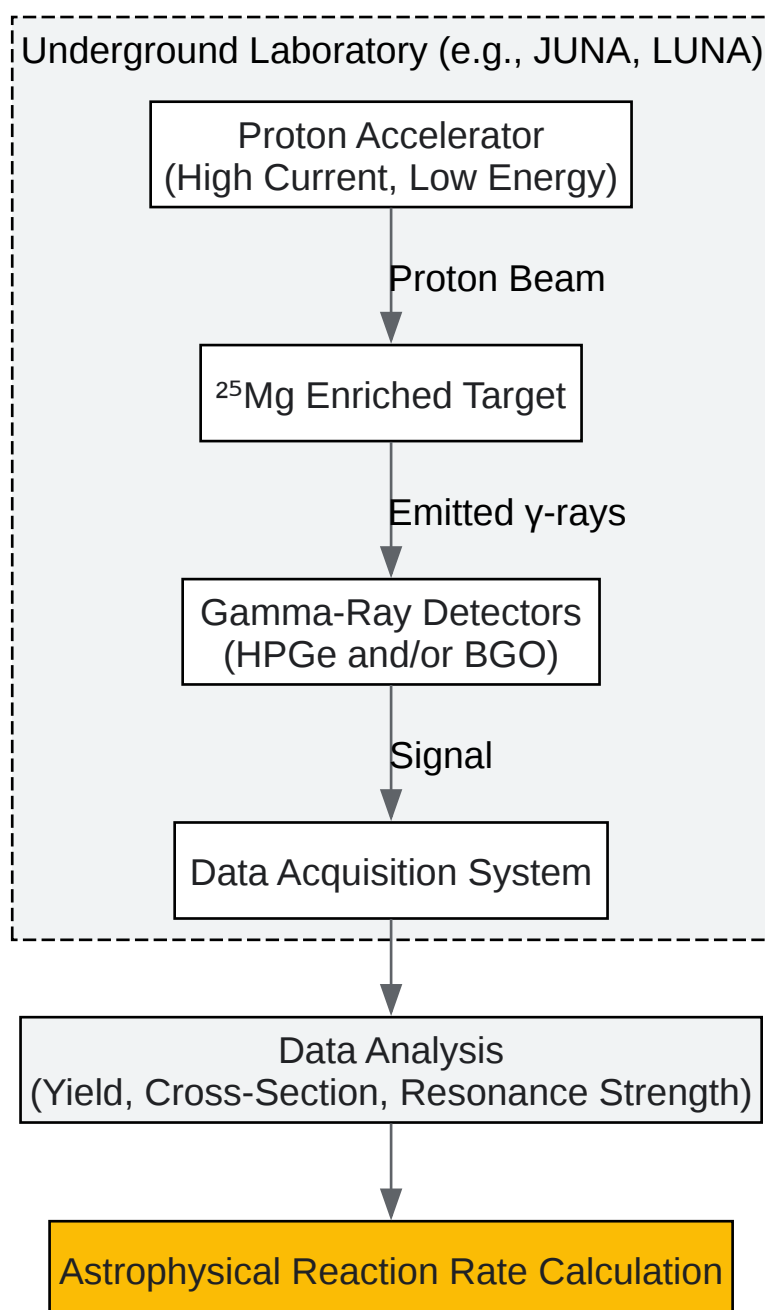 Underground Laboratory (e.g., JUNA, LUNA)
Proton Accelerator
(High Current, Low Energy)
Proton Beam
²⁵Mg Enriched Target
Emitted γ-rays
Gamma-Ray Detectors
(HPGe and/or BGO)
Signal
Data Acquisition System
Data Analysis
(Yield, Cross-Section, Resonance Strength)
Astrophysical Reaction Rate Calculation